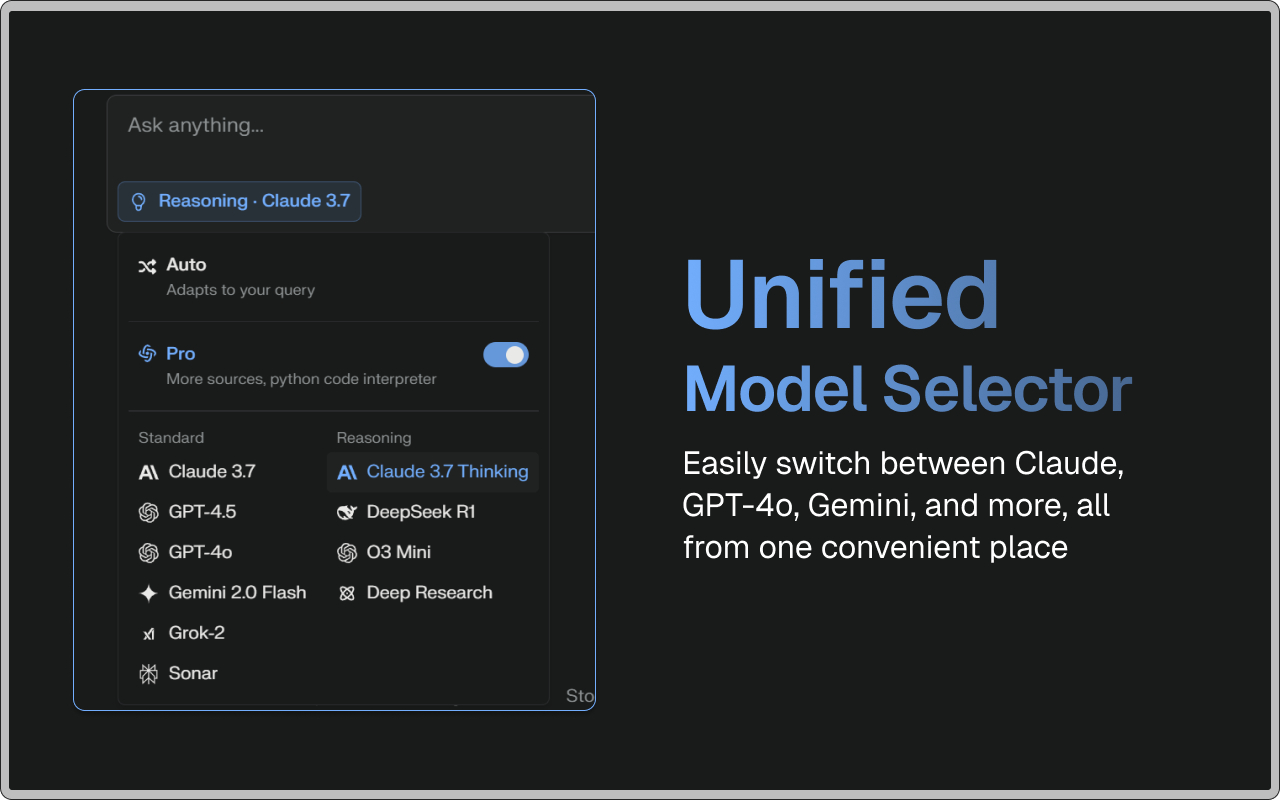 Ask anything...
Reasoning · Claude 3.7
Auto
Adapts to your query
Pro
More sources, python code interpreter
Standard
Claude 3.7
GPT-4.5
GPT-4o
Gemini 2.0 Flash
Grok-2
Sonar
Reasoning
Claude 3.7 Thinking
DeepSeek R1
O3 Mini
Deep Research
Sto
Unified
Model Selector
Easily switch between Claude,
GPT-4o, Gemini, and more, all
from one convenient place